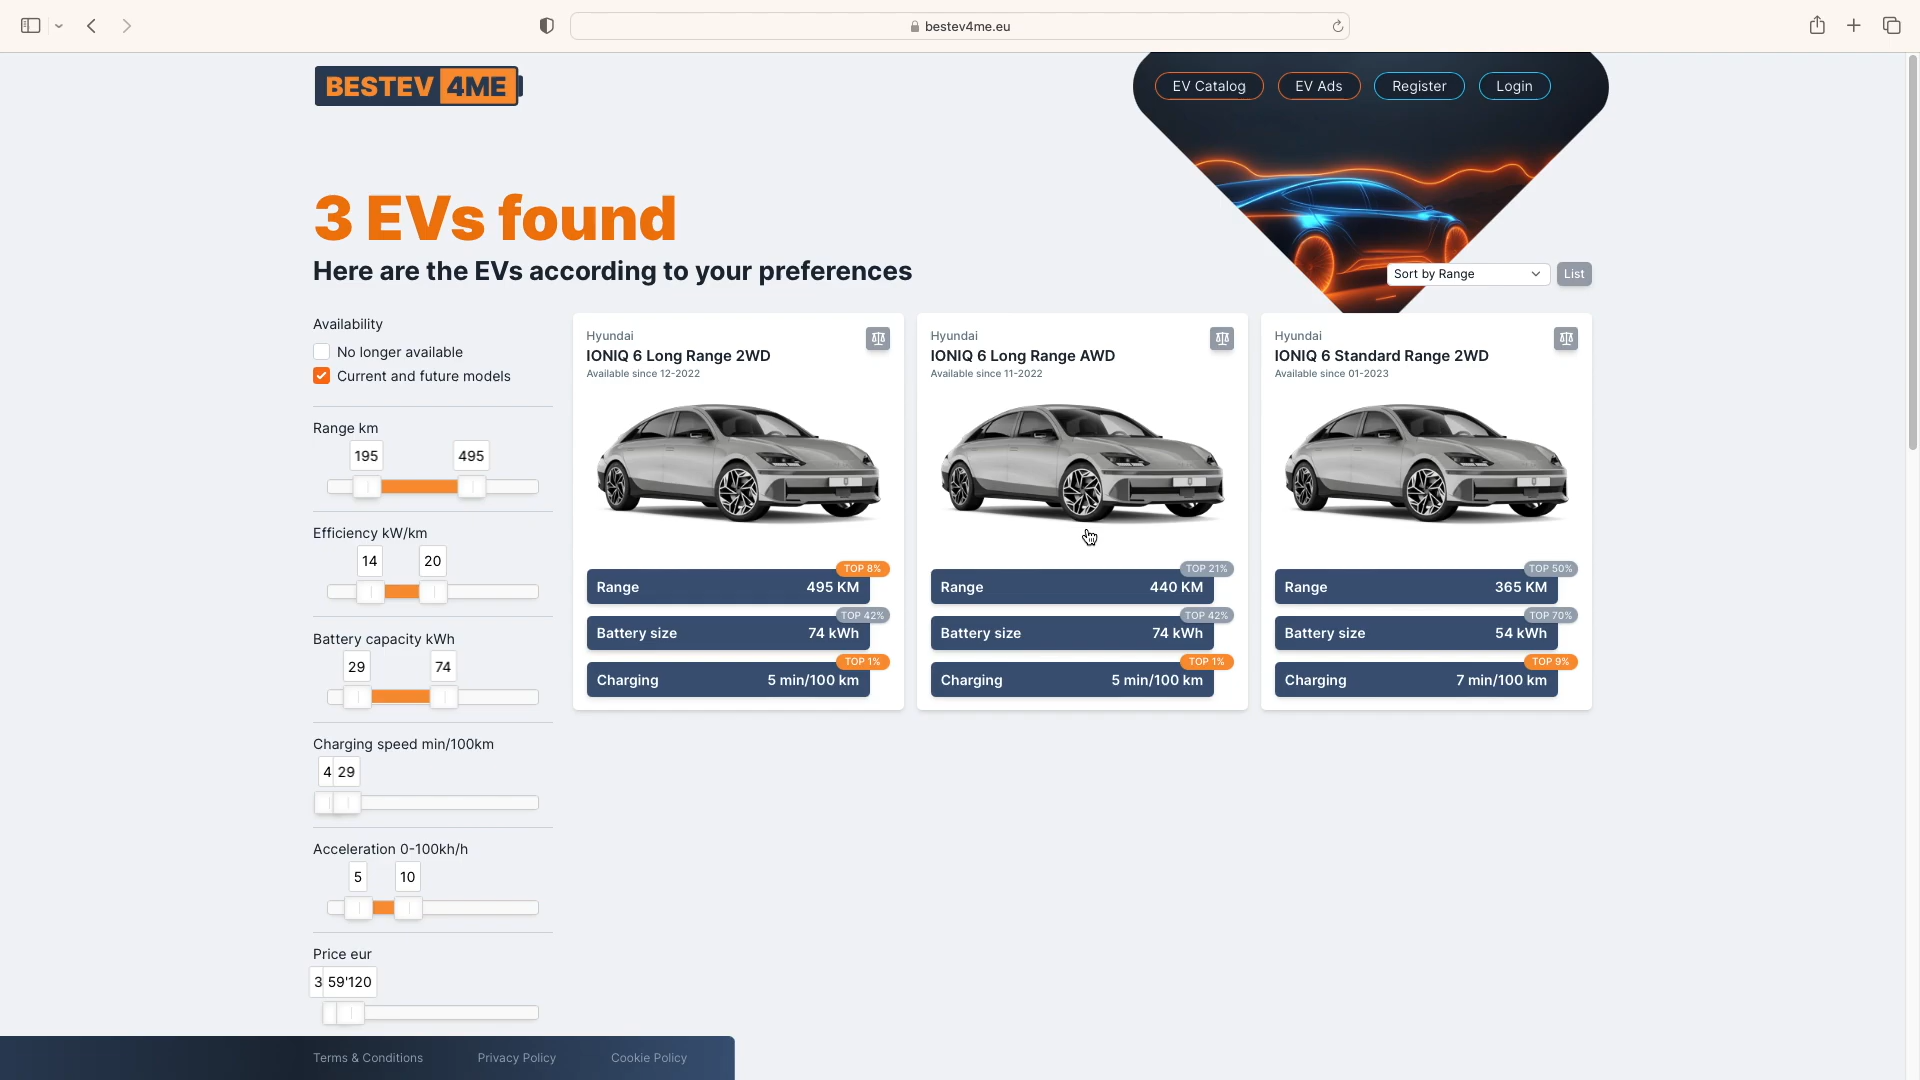 bestev4me.eu
BESTEV 4ME
EV Catalog
EV Ads
Register
Login
3 EVs found
Here are the EVs according to your preferences
Sort by Range
List
Availability
No longer available
Current and future models
Range km
195 495
Efficiency kW/km
14 20
Battery capacity kWh
29 74
Charging speed min/100km
4 29
Acceleration 0-100kh/h
5 10
Price eur
3 59'120
Hyundai
IONIQ 6 Long Range 2WD
Available since 12-2022
TOP 8%
Range 495 KM
TOP 42%
Battery size 74 kWh
TOP 1%
Charging 5 min/100 km
Hyundai
IONIQ 6 Long Range AWD
Available since 11-2022
TOP 21%
Range 440 KM
TOP 42%
Battery size 74 kWh
TOP 1%
Charging 5 min/100 km
Hyundai
IONIQ 6 Standard Range 2WD
Available since 01-2023
TOP 50%
Range 365 KM
TOP 70%
Battery size 54 kWh
TOP 9%
Charging 7 min/100 km
Terms & Conditions
Privacy Policy
Cookie Policy